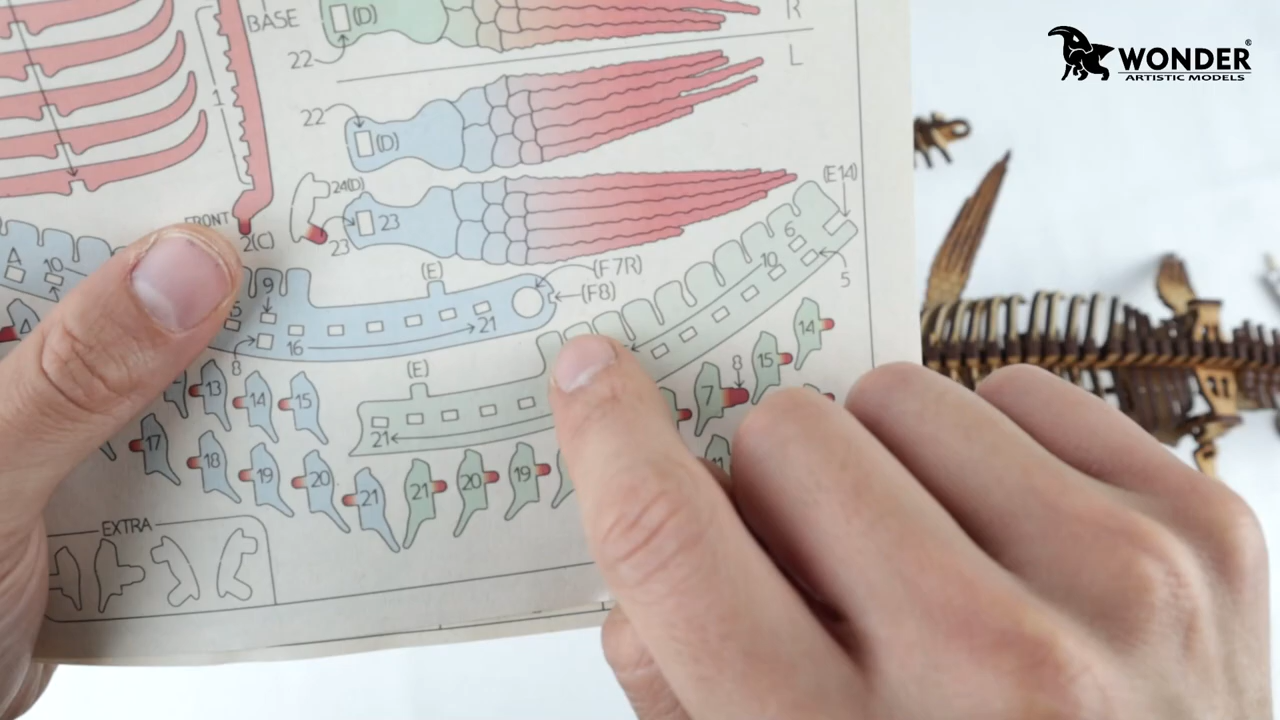 BASE
(D)
R
22
WONDER®
ARTISTIC MODELS
L
1
22
(D)
24(D)
(E14)
23
23
FRONT
2(C)
6
A
10
9
(E)
(F7R)
(F8)
10
5
21
16
8
(E)
14
15
8
7
13
14
15
21
17
18
19
20
21
21
20
19
11
EXTRA